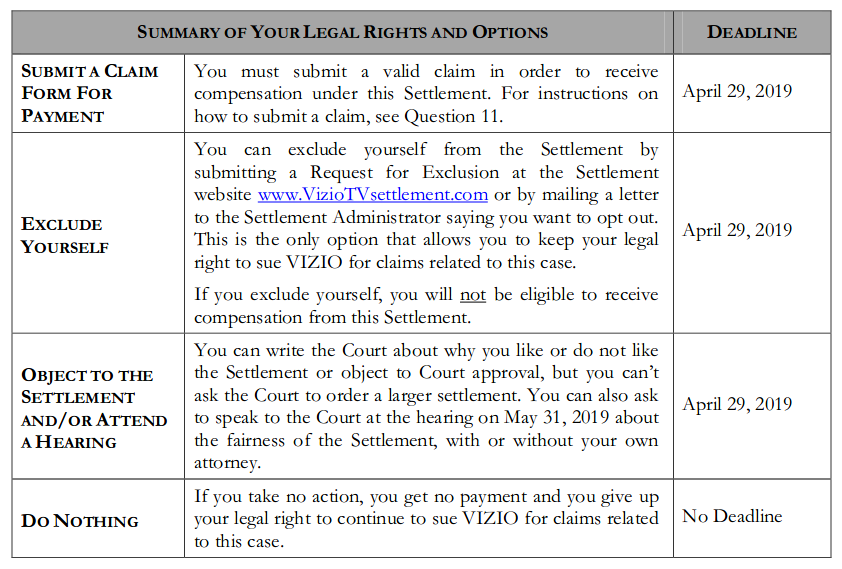 SUMMARY OF YOUR LEGAL RIGHTS AND OPTIONS
DEADLINE
SUBMIT A CLAIM
FORM FOR
PAYMENT
You must submit a valid claim in order to receive
compensation under this Settlement. For instructions on
how to submit a claim, see Question 11.
April 29, 2019
EXCLUDE
YOURSELF
You can exclude yourself from the Settlement by
submitting a Request for Exclusion at the Settlement
website www.VizioTVsettlement.com or by mailing a letter
to the Settlement Administrator saying you want to opt out.
This is the only option that allows you to keep your legal
right to sue VIZIO for claims related to this case.
If you exclude yourself, you will not be eligible to receive
compensation from this Settlement.
April 29, 2019
OBJECT TO THE
SETTLEMENT
AND/OR ATTEND
A HEARING
You can write the Court about why you like or do not like
the Settlement or object to Court approval, but you can’t
ask the Court to order a larger settlement. You can also ask
to speak to the Court at the hearing on May 31, 2019 about
the fairness of the Settlement, with or without your own
attorney.
April 29, 2019
DO NOTHING
If you take no action, you get no payment and you give up
your legal right to continue to sue VIZIO for claims related
to this case.
No Deadline